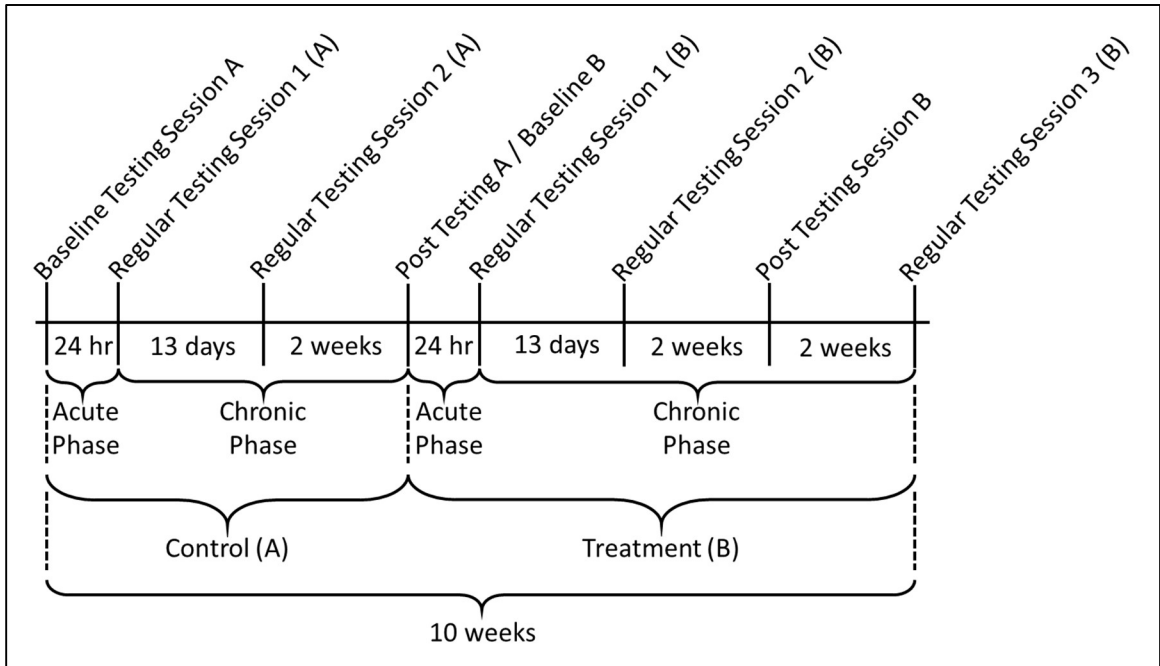 Baseline Testing Session A
Regular Testing Session 1 (A)
Regular Testing Session 2 (A)
Post Testing A / Baseline B
Regular Testing Session 1 (B)
Regular Testing Session 2 (B)
Post Testing Session B
Regular Testing Session 3 (B)
24 hr
13 days
2 weeks
24 hr
13 days
2 weeks
2 weeks
Acute
Phase
Chronic
Phase
Acute
Phase
Chronic
Phase
Control (A)
Treatment (B)
10 weeks